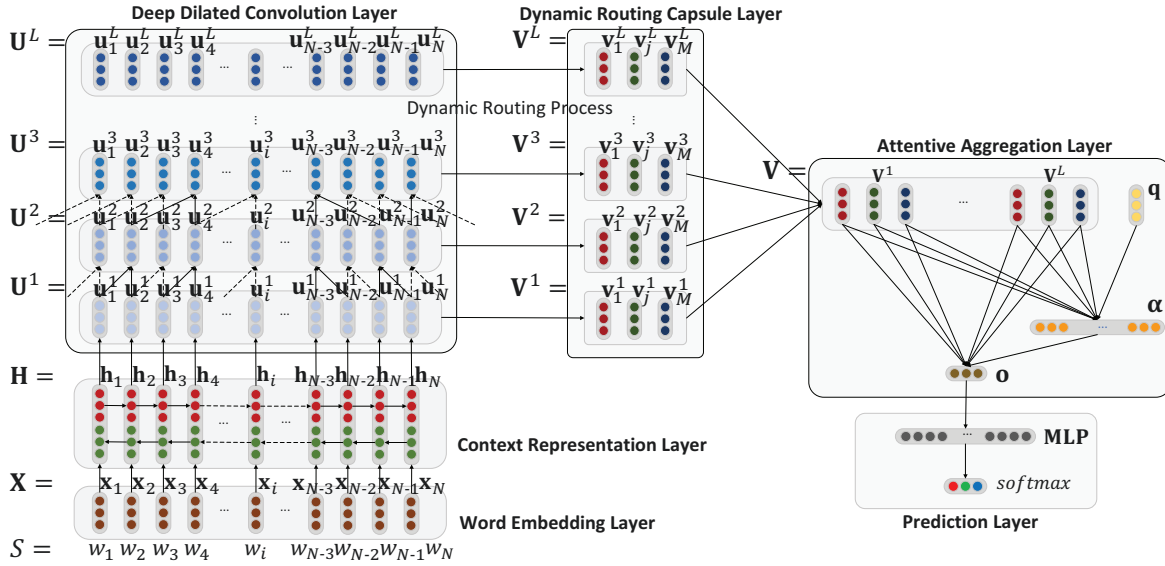 Deep Dilated Convolution Layer
Dynamic Routing Capsule Layer
U^L = u_1^L u_2^L u_3^L u_4^L u_{N-3}^L u_{N-2}^L u_{N-1}^L u_N^L
V^L = v_1^L v_j^L v_M^L
... ...
Dynamic Routing Process
⋮ ⋮
U^3 = u_1^3 u_2^3 u_3^3 u_4^3 u_i^3 u_{N-3}^3 u_{N-2}^3 u_{N-1}^3 u_N^3
V^3 = v_1^3 v_j^3 v_M^3
... ...
U^2 = u_1^2 u_2^2 u_3^2 u_4^2 u_i^2 u_{N-3}^2 u_{N-2}^2 u_{N-1}^2 u_N^2
V^2 = v_1^2 v_j^2 v_M^2
... ...
U^1 = u_1^1 u_2^1 u_3^1 u_4^1 u_i^1 u_{N-3}^1 u_{N-2}^1 u_{N-1}^1 u_N^1
V^1 = v_1^1 v_j^1 v_M^1
... ...
Attentive Aggregation Layer
V = V^1 ... V^L q
... α
o
H = h_1 h_2 h_3 h_4 h_i h_{N-3} h_{N-2} h_{N-1} h_N
... ...
Context Representation Layer
... MLP
softmax
Prediction Layer
X = x_1 x_2 x_3 x_4 x_i x_{N-3} x_{N-2} x_{N-1} x_N
... ...
Word Embedding Layer
S = w_1 w_2 w_3 w_4 w_i w_{N-3} w_{N-2} w_{N-1} w_N